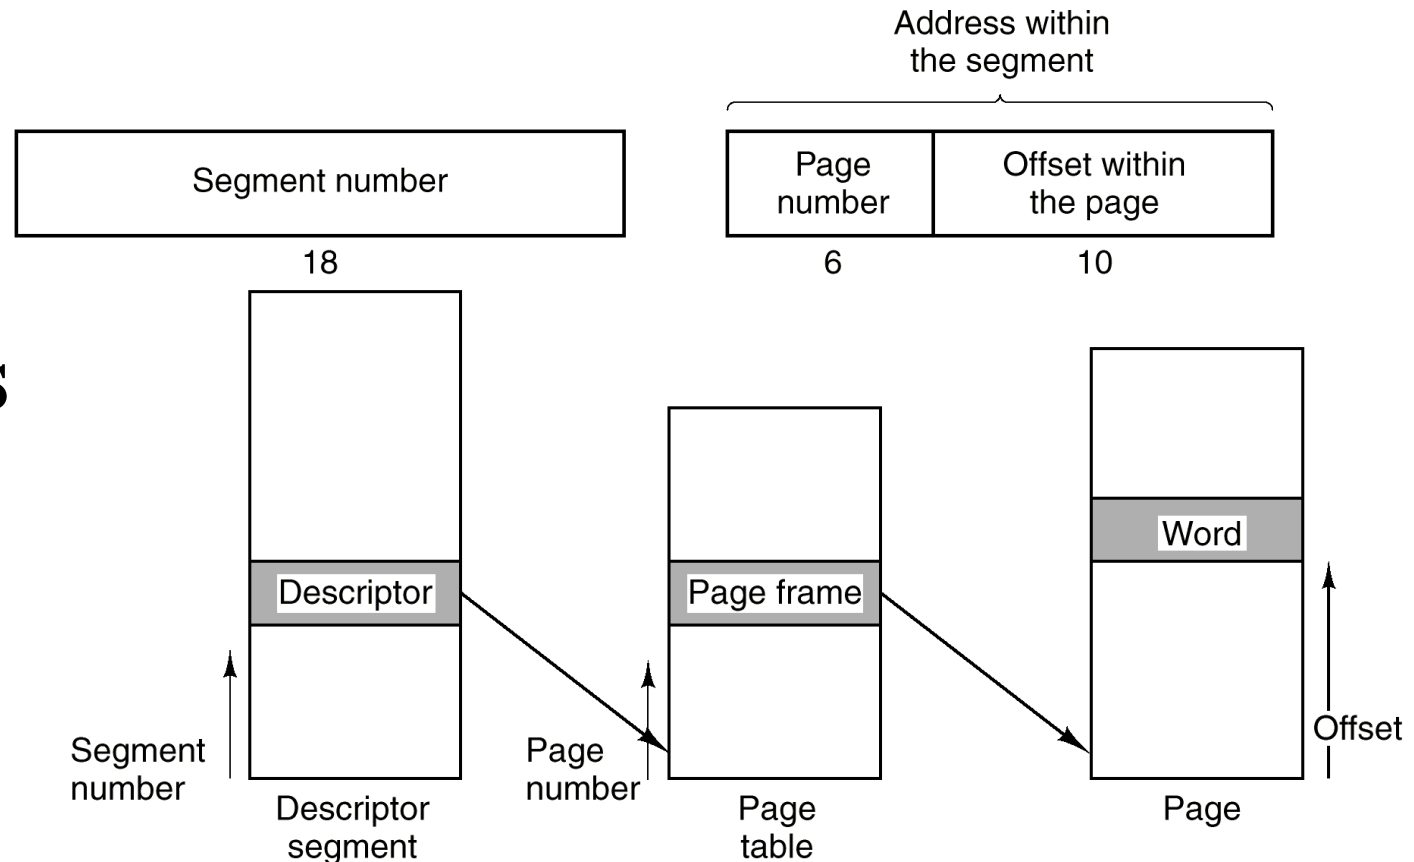 Address within
the segment
Segment number
Page
number
Offset within
the page
18
6
10
s
Descriptor
Page frame
Word
Segment
number
Page
number
Offset
Descriptor
segment
Page
table
Page